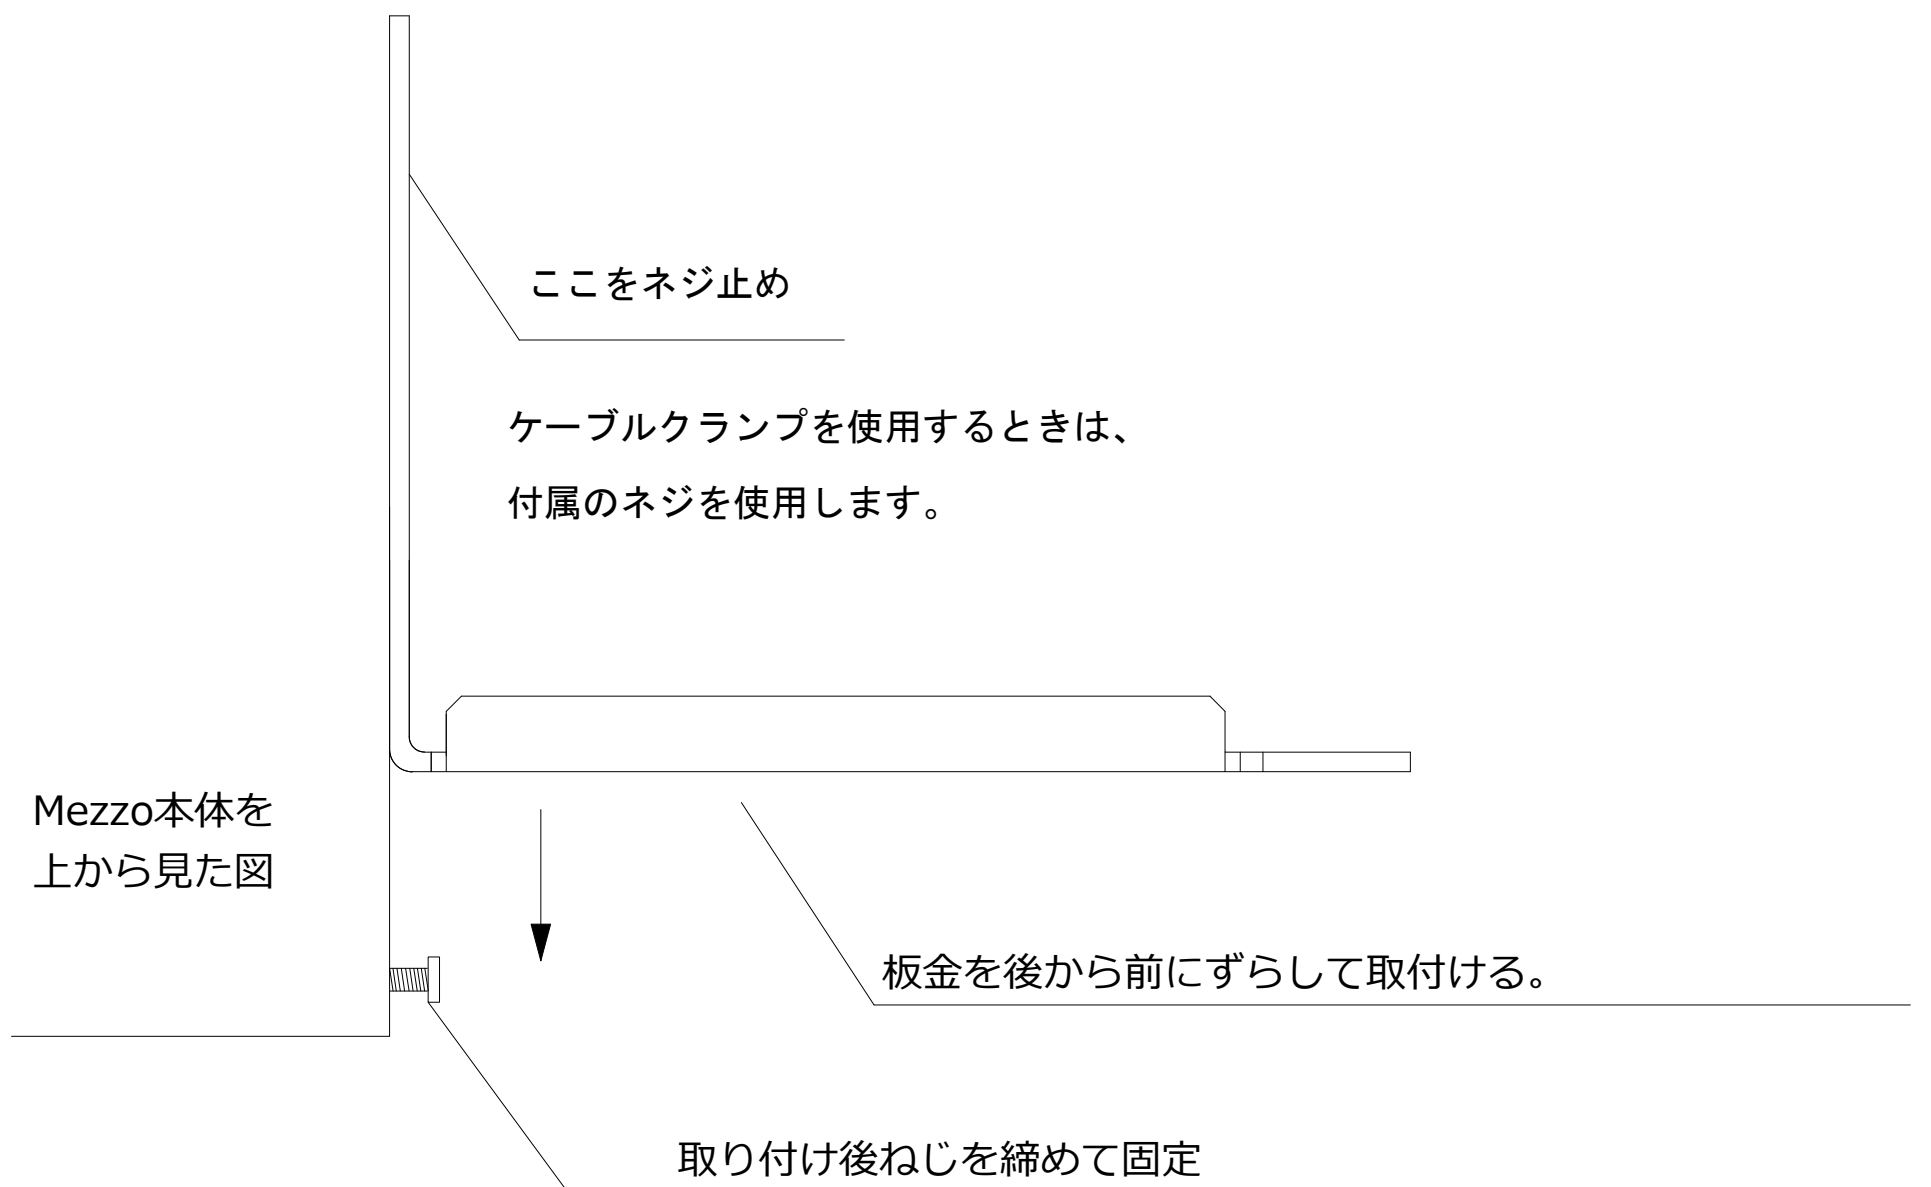 ここをネジ止め
ケーブルクランプを使用するときは、
付属のネジを使用します。
Mezzo本体を
上から見た図
板金を後から前にずらして取付ける。
取り付け後ねじを締めて固定